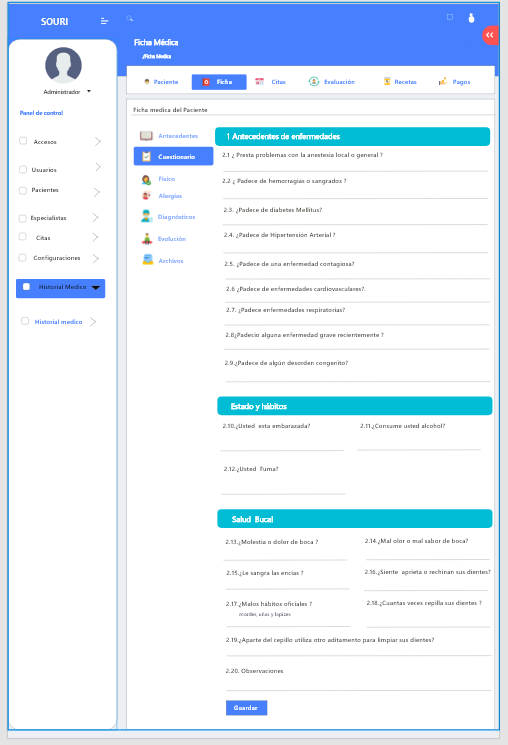 SOURI
Ficha Médica
/Ficha Médica
Administrador
Panel de control
Accesos
Usuarios
Pacientes
Especialistas
Citas
Configuraciones
Historial Medico
Historial medico
Paciente
Ficha
Citas
Evaluación
Recetas
Pagos
Ficha medica del Paciente
Antecedentes
Cuestionario
Físico
Alergias
Diagnósticos
Evolución
Archivos
1 Antecedentes de enfermedades
2.1 ¿ Presta problemas con la anestesia local o general ?
2.2 ¿ Padece de hemorragias o sangrados ?
2.3. ¿Padece de diabetes Mellitus?
2.4. ¿Padece de Hipertensión Arterial ?
2.5. ¿Padece de una enfermedad contagiosa?
2.6 ¿Padece de enfermedades cardiovasculares?.
2.7. ¿Padece enfermedades respiratorias?
2.8¿Padecio alguna enfermedad grave recientemente ?
2.9.¿Padece de algún desorden congenito?
Estado y hábitos
2.10.¿Usted esta embarazada?
2.11.¿Consume usted alcohol?
2.12.¿Usted Fuma?
Salud Bucal
2.13.¿Molestia o dolor de boca ?
2.14.¿Mal olor o mal sabor de boca?
2.15.¿Le sangra las encias ?
2.16.¿Siente aprieta o rechinan sus dientes?
2.17.¿Malos hábitos oficiales ?
morder, uñas y lapizes
2.18.¿Cuantas veces cepilla sus dientes ?
2.19.¿Aparte del cepillo utiliza otro aditamento para limpiar sus dientes?
2.20. Observaciones
Guardar